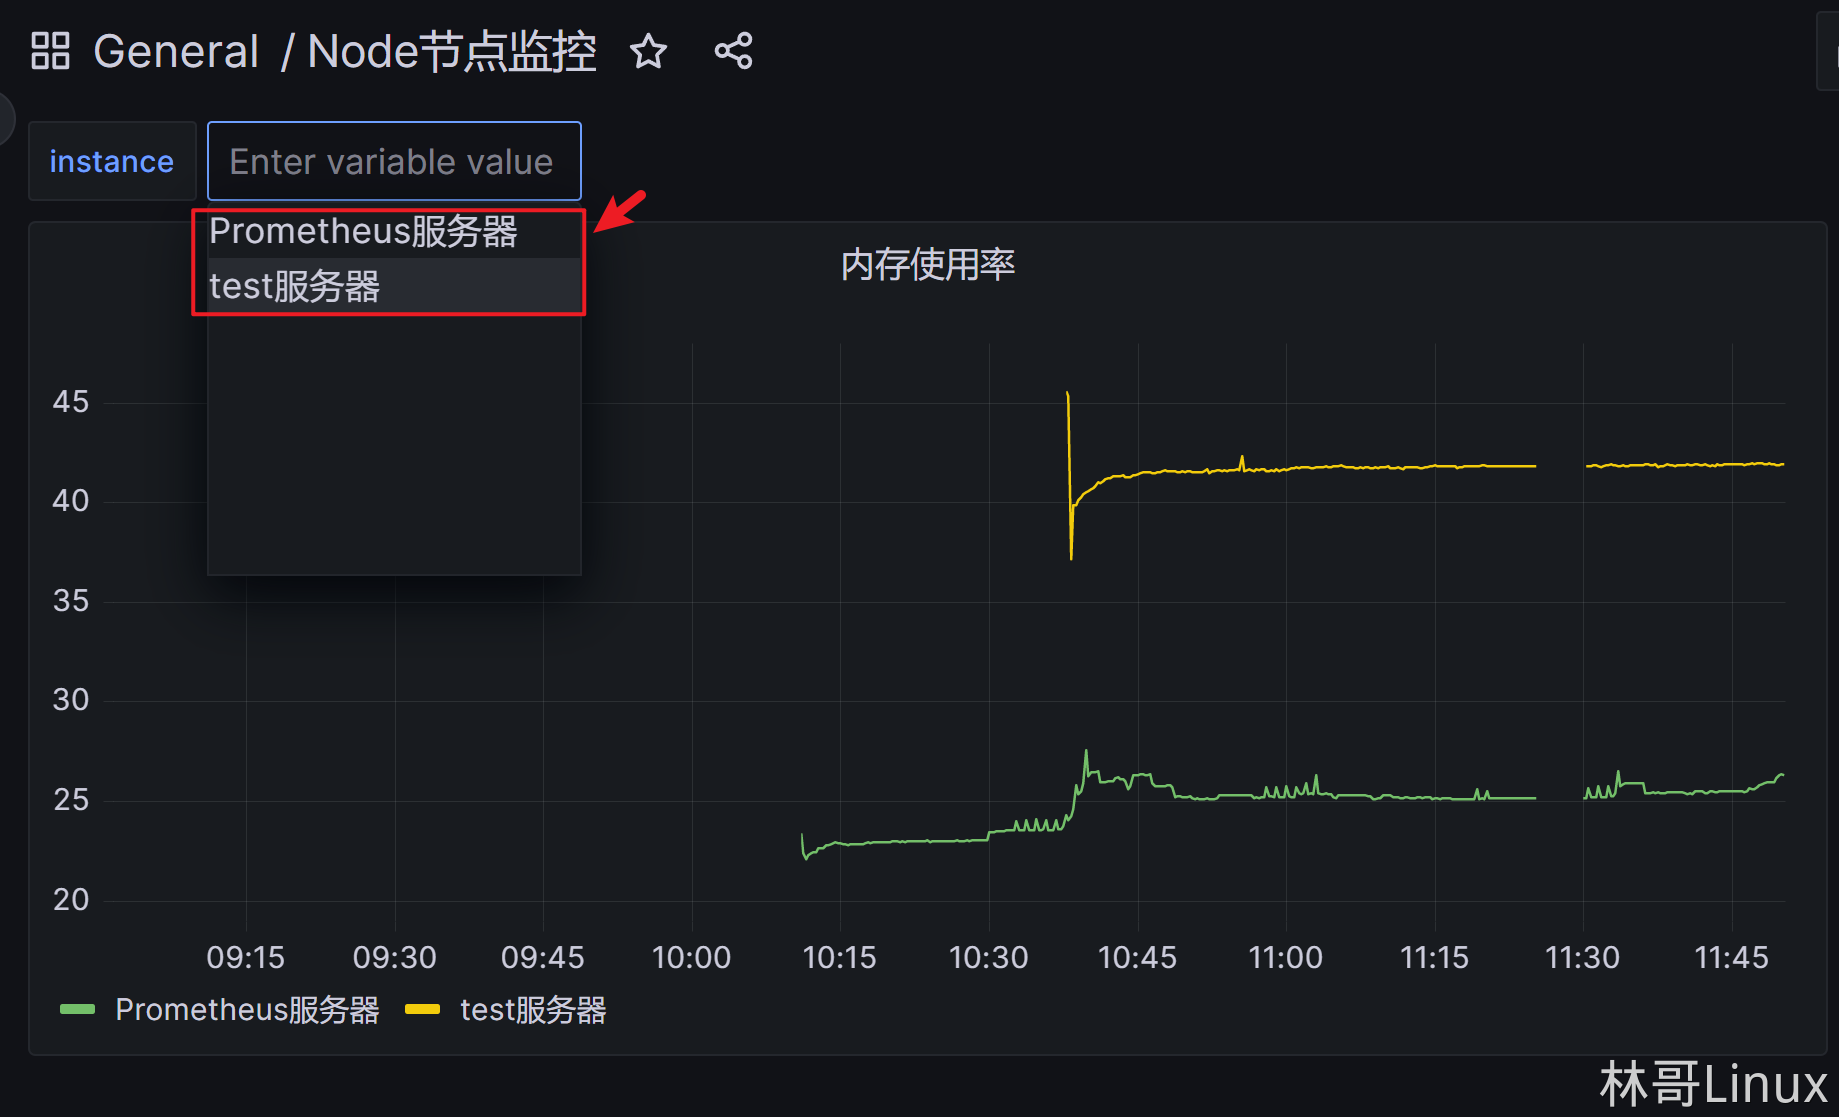 General / Node节点监控
instance
Enter variable value
Prometheus服务器
test服务器
内存使用率
45
40
35
30
25
20
09:15 09:30 09:45 10:00 10:15 10:30 10:45 11:00 11:15 11:30 11:45
Prometheus服务器 test服务器
林哥Linux